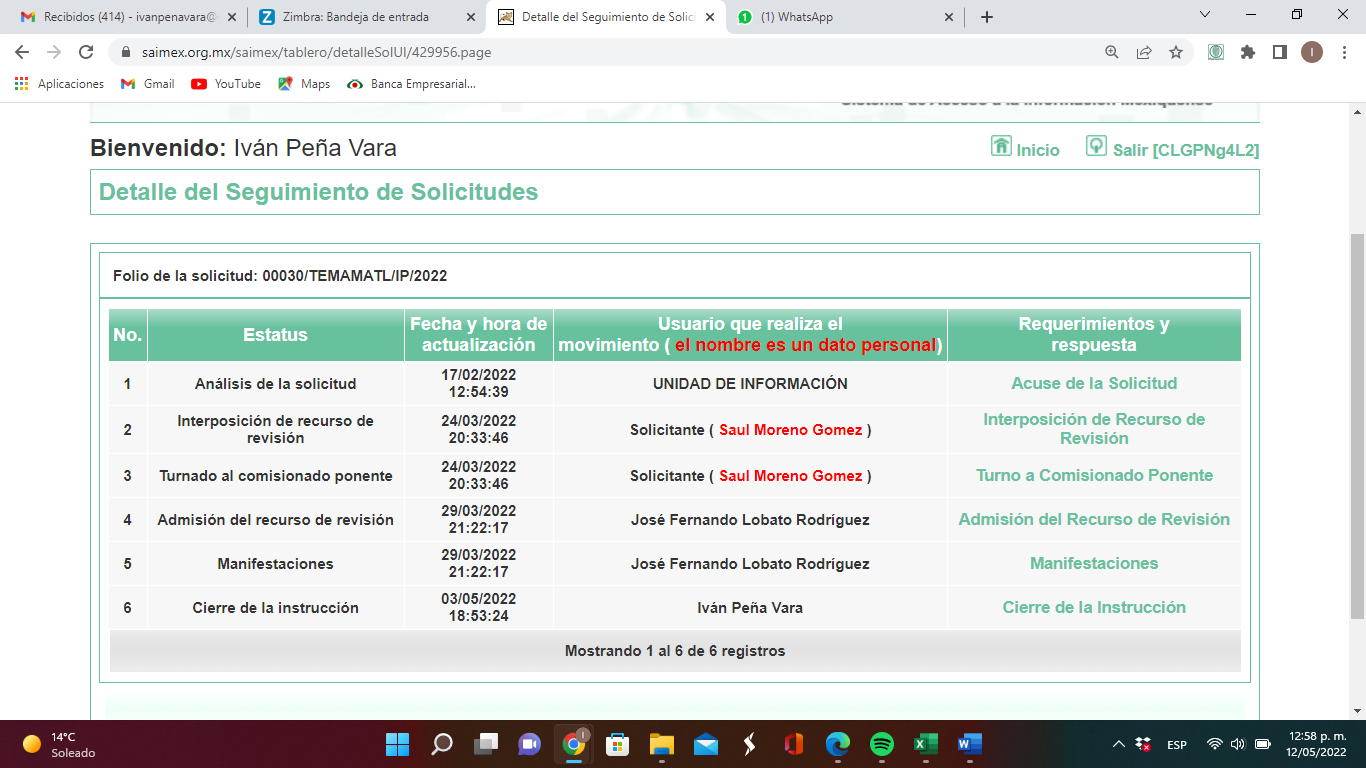 Recibidos (414) - ivanpenavara@
Zimbra: Bandeja de entrada
Detalle del Seguimiento de Solic
(1) WhatsApp
saimex.org.mx/saimex/tablero/detalleSolUI/429956.page
I
Aplicaciones
Gmail
YouTube
Maps
Banca Empresarial...
Sistema de Acceso a la Información Mexiquense
Bienvenido: Iván Peña Vara
Inicio
Salir [CLGPNg4L2]
Detalle del Seguimiento de Solicitudes
Folio de la solicitud: 00030/TEMAMATL/IP/2022
No.
Estatus
Fecha y hora de
actualización
Usuario que realiza el
movimiento ( el nombre es un dato personal)
Requerimientos y
respuesta
1
Análisis de la solicitud
17/02/2022
12:54:39
UNIDAD DE INFORMACIÓN
Acuse de la Solicitud
2
Interposición de recurso de
revisión
24/03/2022
20:33:46
Solicitante ( Saul Moreno Gomez )
Interposición de Recurso de
Revisión
3
Turnado al comisionado ponente
24/03/2022
20:33:46
Solicitante ( Saul Moreno Gomez )
Turno a Comisionado Ponente
4
Admisión del recurso de revisión
29/03/2022
21:22:17
José Fernando Lobato Rodríguez
Admisión del Recurso de Revisión
5
Manifestaciones
29/03/2022
21:22:17
José Fernando Lobato Rodríguez
Manifestaciones
6
Cierre de la instrucción
03/05/2022
18:53:24
Iván Peña Vara
Cierre de la Instrucción
Mostrando 1 al 6 de 6 registros
14°C
Soleado
ESP
12:58 p. m.
12/05/2022